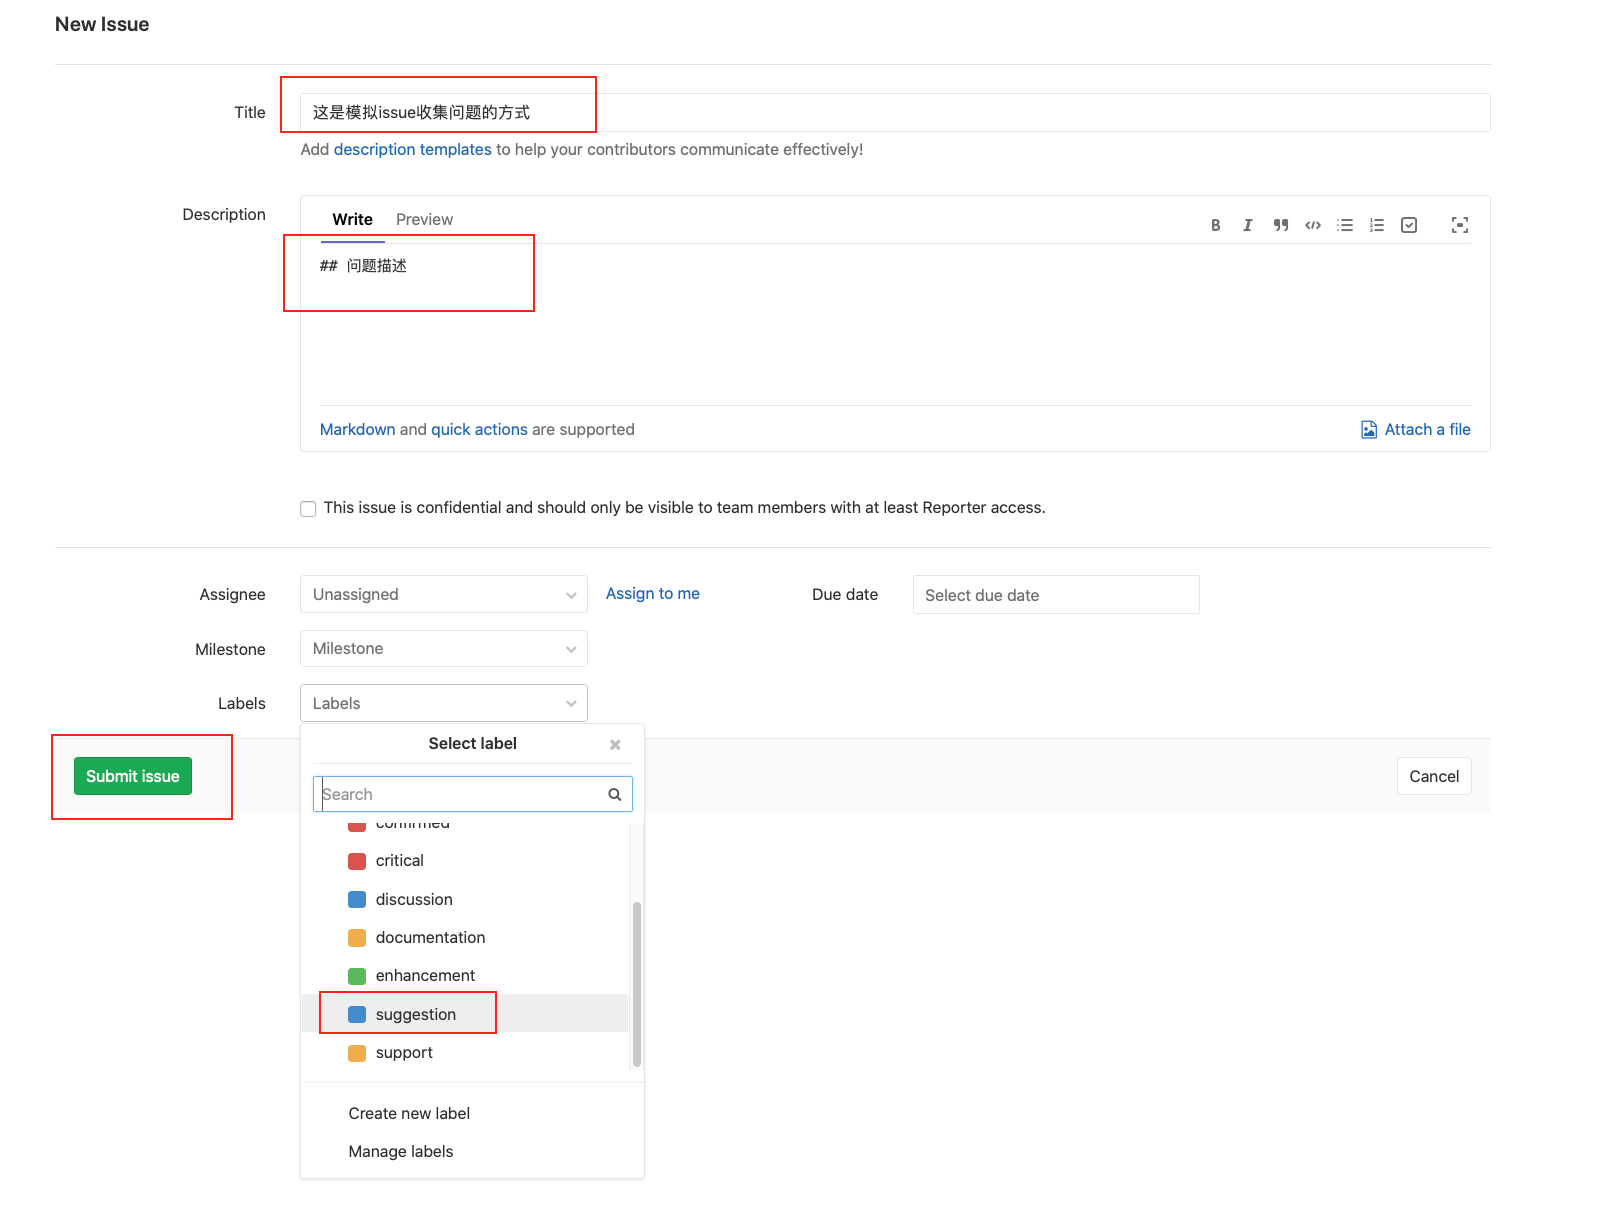 New Issue
Title
这是模拟issue收集问题的方式
Add description templates to help your contributors communicate effectively!
Description
Write Preview
## 问题描述
Markdown and quick actions are supported
Attach a file
This issue is confidential and should only be visible to team members with at least Reporter access.
Assignee
Unassigned
Assign to me
Due date
Select due date
Milestone
Milestone
Labels
Labels
Select label
Submit issue
Cancel
Search
confirmed
critical
discussion
documentation
enhancement
suggestion
support
Create new label
Manage labels